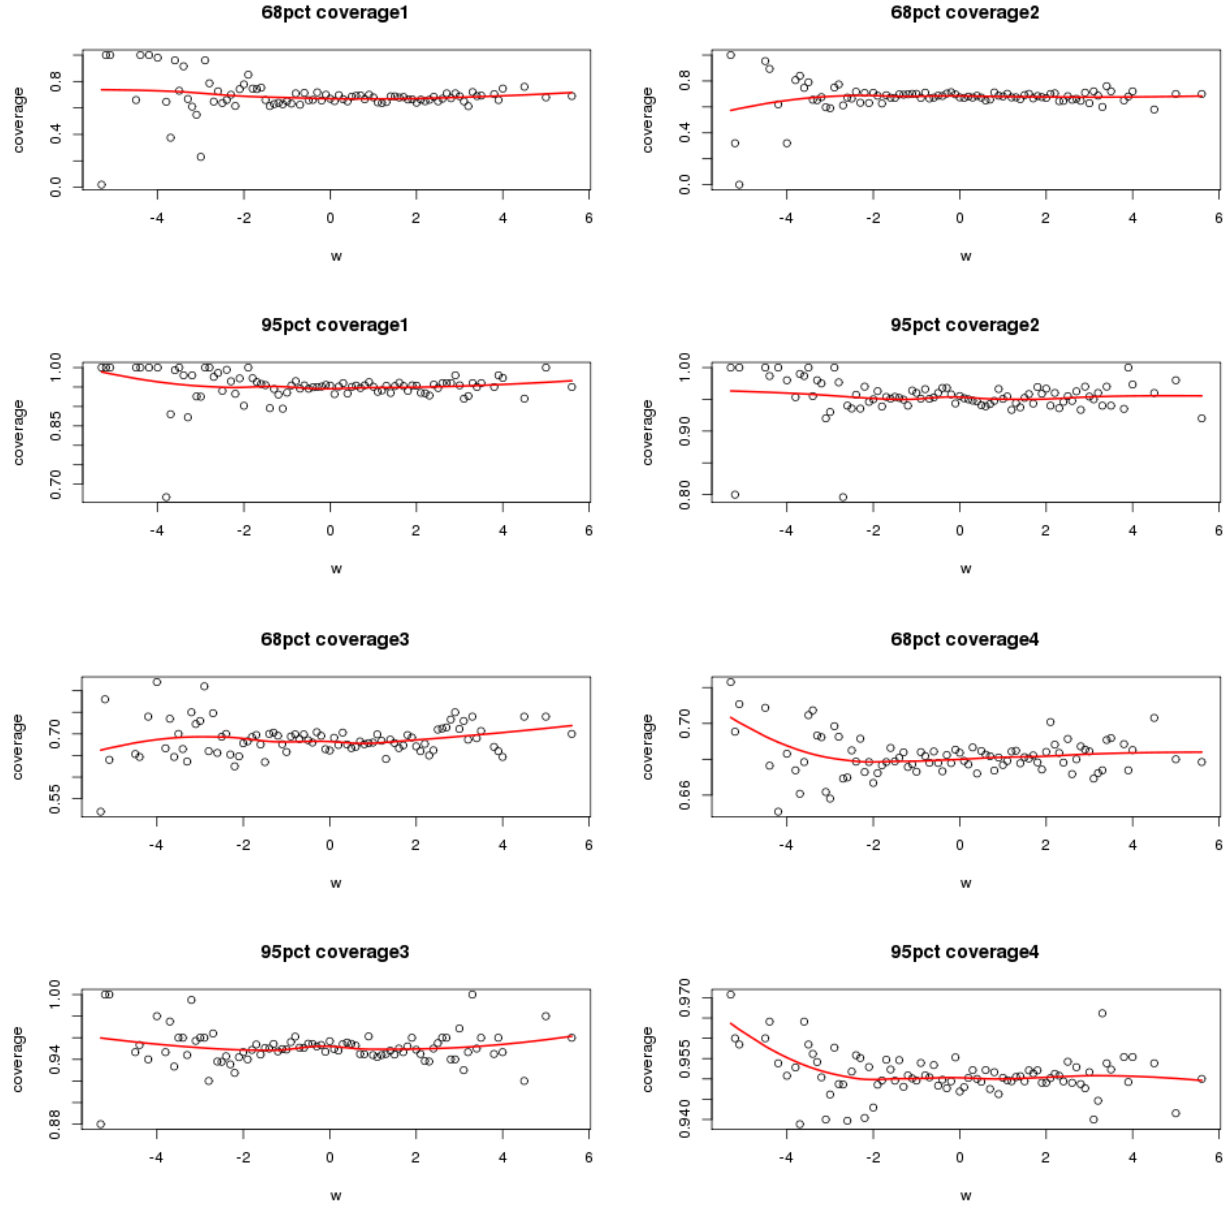 68pct coverage1
coverage
0.0 0.4 0.8
-4 -2 0 2 4 6
w
68pct coverage2
coverage
0.0 0.4 0.8
-4 -2 0 2 4 6
w
95pct coverage1
coverage
0.70 0.85 1.00
-4 -2 0 2 4 6
w
95pct coverage2
coverage
0.80 0.90 1.00
-4 -2 0 2 4 6
w
68pct coverage3
coverage
0.55 0.70
-4 -2 0 2 4 6
w
68pct coverage4
coverage
0.66 0.70
-4 -2 0 2 4 6
w
95pct coverage3
coverage
0.88 0.94 1.00
-4 -2 0 2 4 6
w
95pct coverage4
coverage
0.940 0.955 0.970
-4 -2 0 2 4 6
w